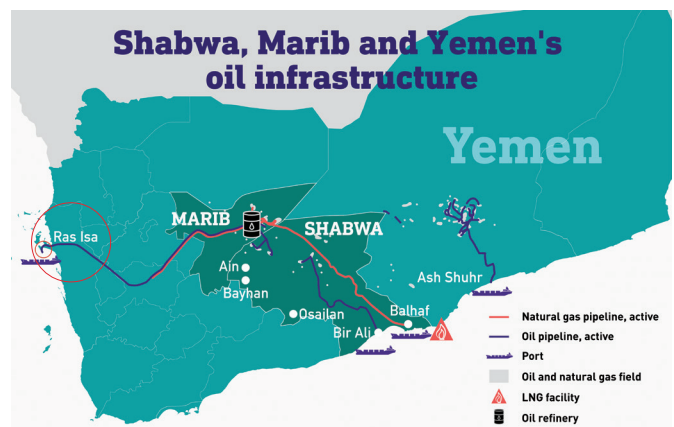 Shabwa, Marib and Yemen's
oil infrastructure
Yemen
MARIB
SHABWA
Ras Isa
Ain
Bayhan
Osailan
Bir Ali
Balhaf
Ash Shuhr
Natural gas pipeline, active
Oil pipeline, active
Port
Oil and natural gas field
LNG facility
Oil refinery